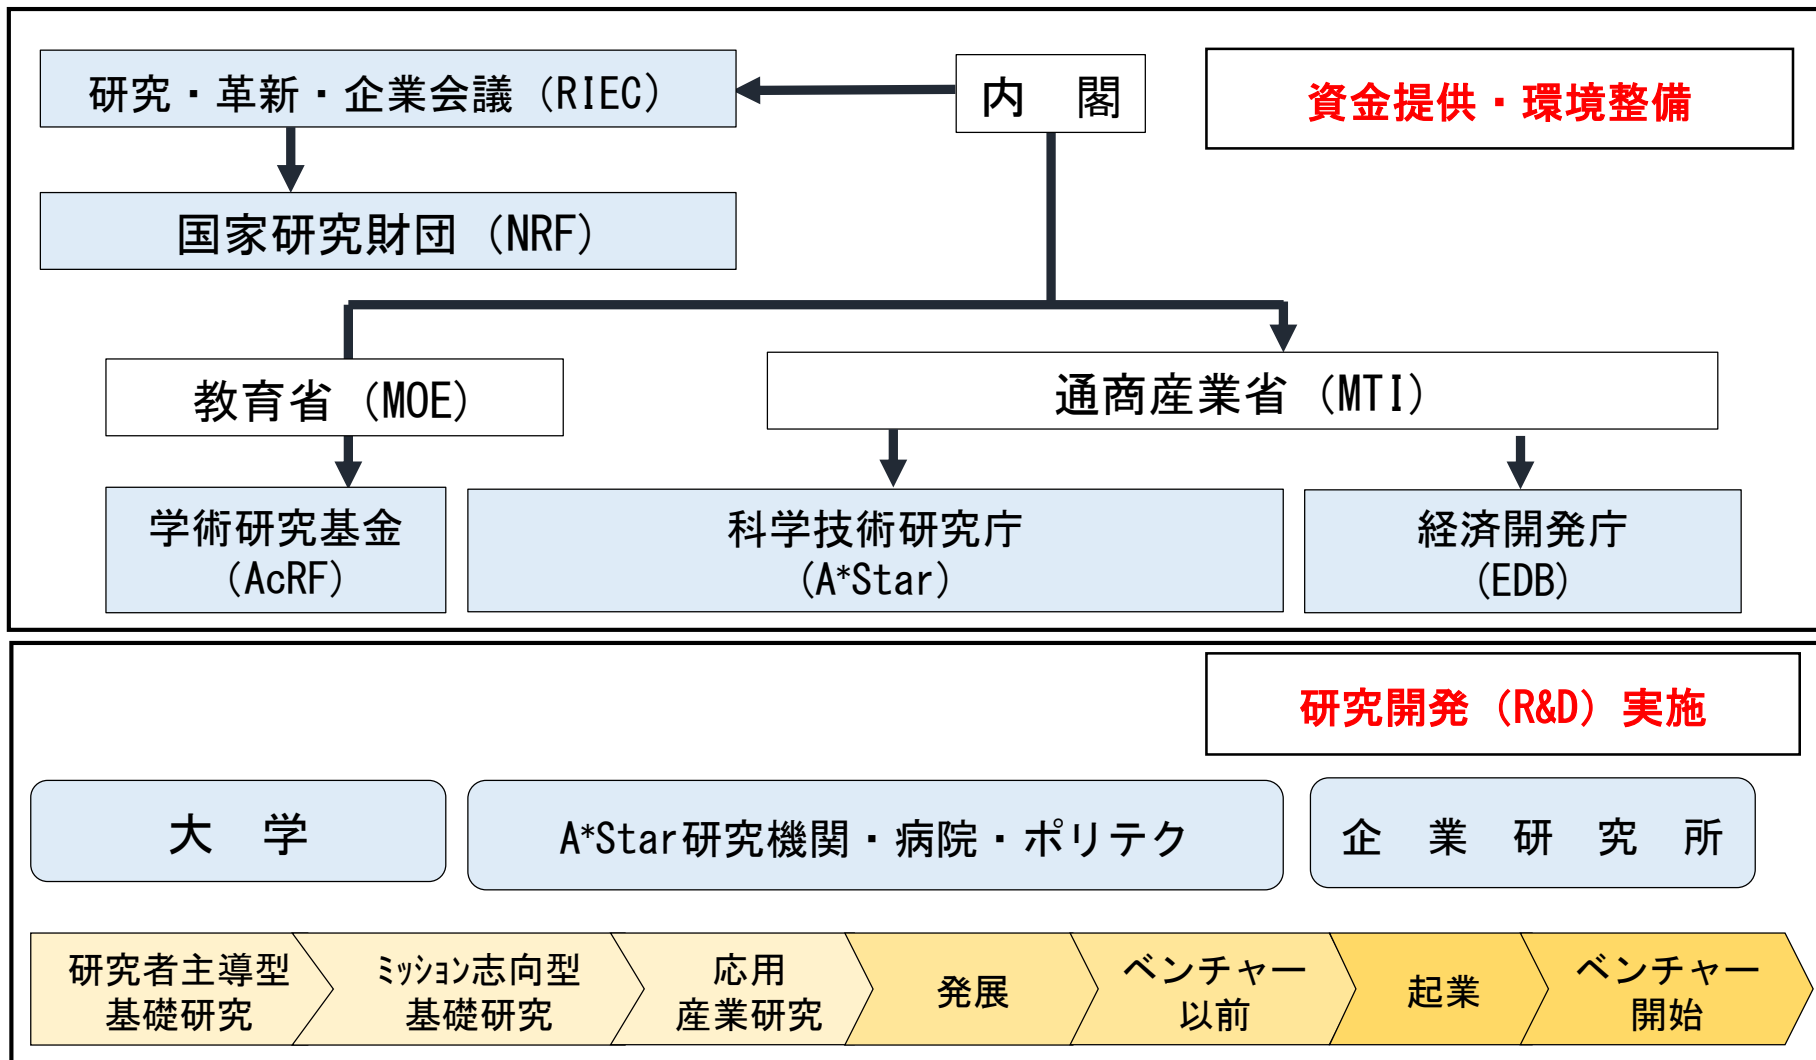 研究・革新・企業会議（RIEC）
内　閣
資金提供・環境整備
国家研究財団（NRF）
教育省（MOE）
通商産業省（MTI）
学術研究基金
（AcRF）
科学技術研究庁
（A*Star）
経済開発庁
（EDB）
研究開発（R&D）実施
大　学
A*Star研究機関・病院・ポリテク
企　業　研　究　所
研究者主導型
基礎研究
ﾐｯｼｮﾝ志向型
基礎研究
応用
産業研究
発展
ベンチャー
以前
起業
ベンチャー
開始